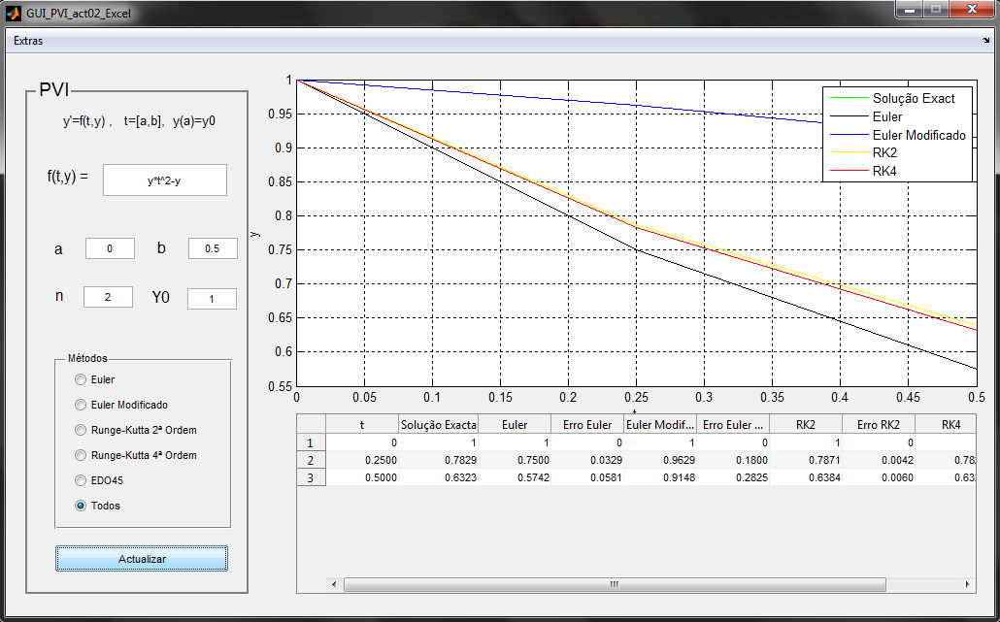 GUI_PVI_act02_Excel
Extras
PVI
y'=f(t,y) , t=[a,b], y(a)=y0
f(t,y) = y*t^2-y
a 0 b 0.5
n 2 Y0 1
Métodos
Euler
Euler Modificado
Runge-Kutta 2ª Ordem
Runge-Kutta 4ª Ordem
EDO45
Todos
Actualizar
1
0.95
0.9
0.85
0.8
0.75
0.7
0.65
0.6
0.55
y
0 0.05 0.1 0.15 0.2 0.25 0.3 0.35 0.4 0.45 0.5
Solução Exact
Euler
Euler Modificado
RK2
RK4
t Solução Exacta Euler Erro Euler Euler Modif... Erro Euler ... RK2 Erro RK2 RK4
1 0 1 1 0 1 0 1 0
2 0.2500 0.7829 0.7500 0.0329 0.9629 0.1800 0.7871 0.0042 0.78
3 0.5000 0.6323 0.5742 0.0581 0.9148 0.2825 0.6384 0.0060 0.63